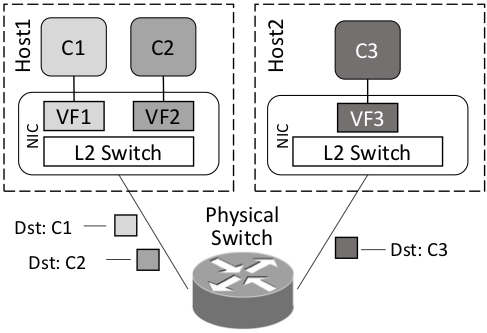 Host1
C1
C2
VF1
VF2
NIC
L2 Switch
Host2
C3
VF3
NIC
L2 Switch
Physical
Switch
Dst: C1
Dst: C2
Dst: C3